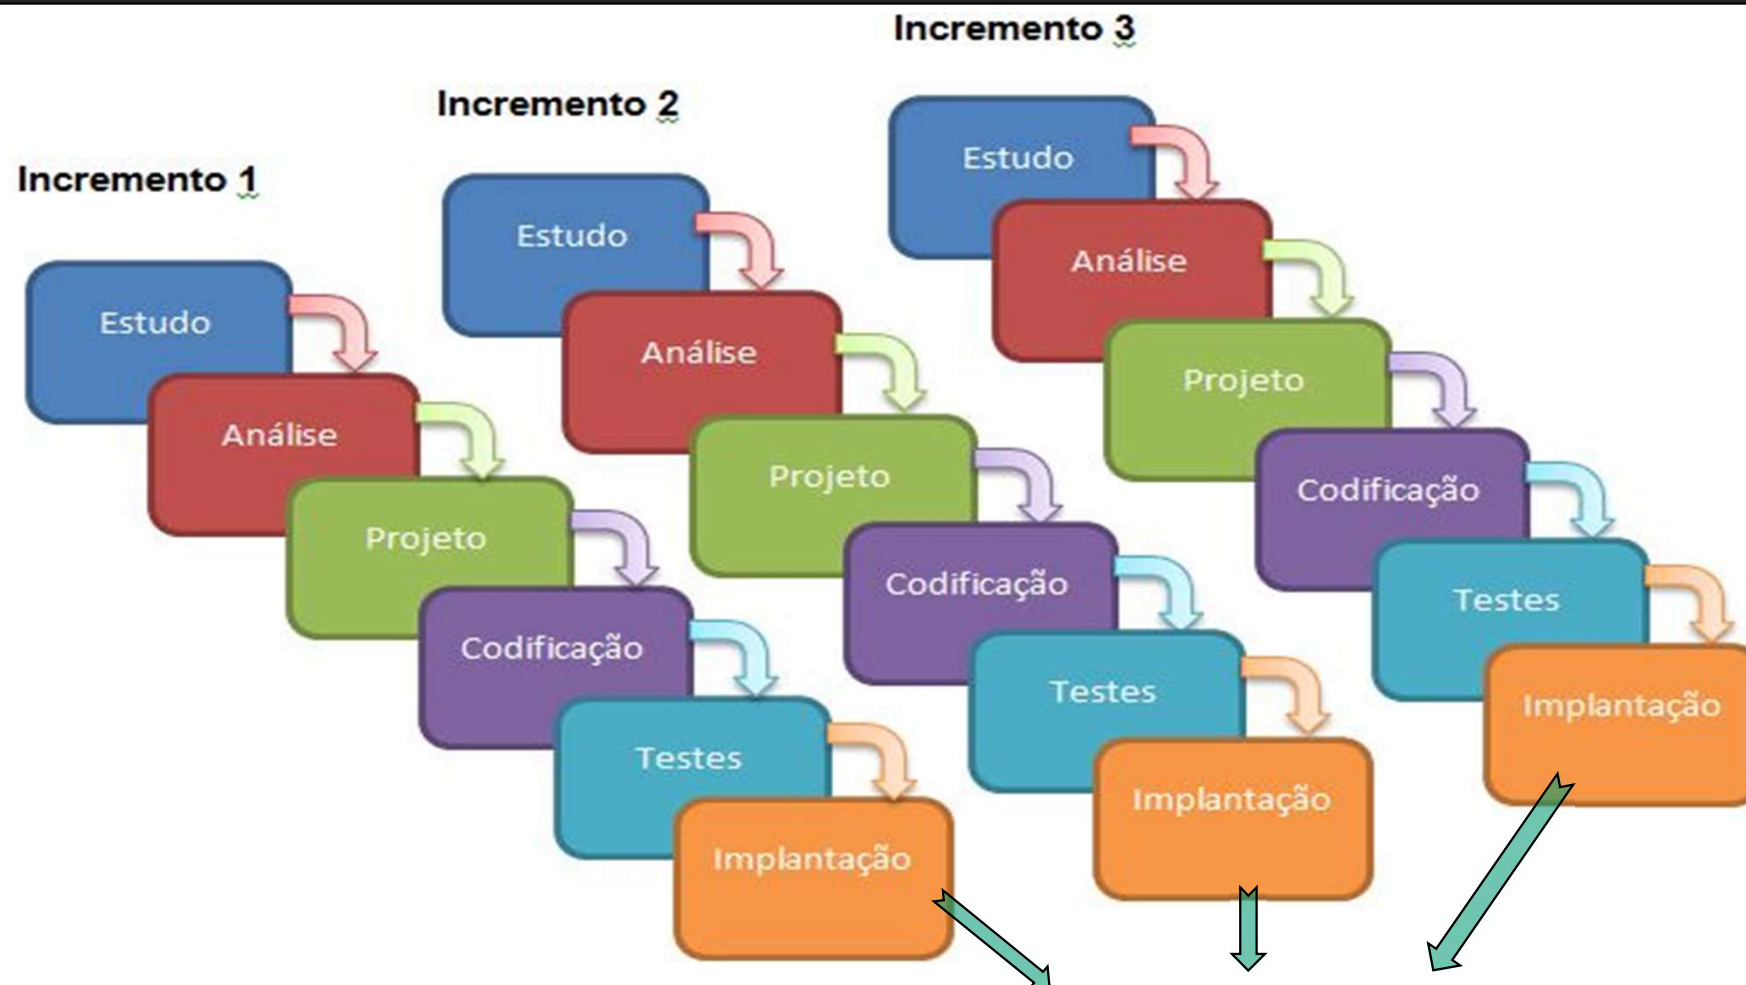 Incremento 1
Estudo
Análise
Projeto
Codificação
Testes
Implantação
Incremento 2
Estudo
Análise
Projeto
Codificação
Testes
Implantação
Incremento 3
Estudo
Análise
Projeto
Codificação
Testes
Implantação